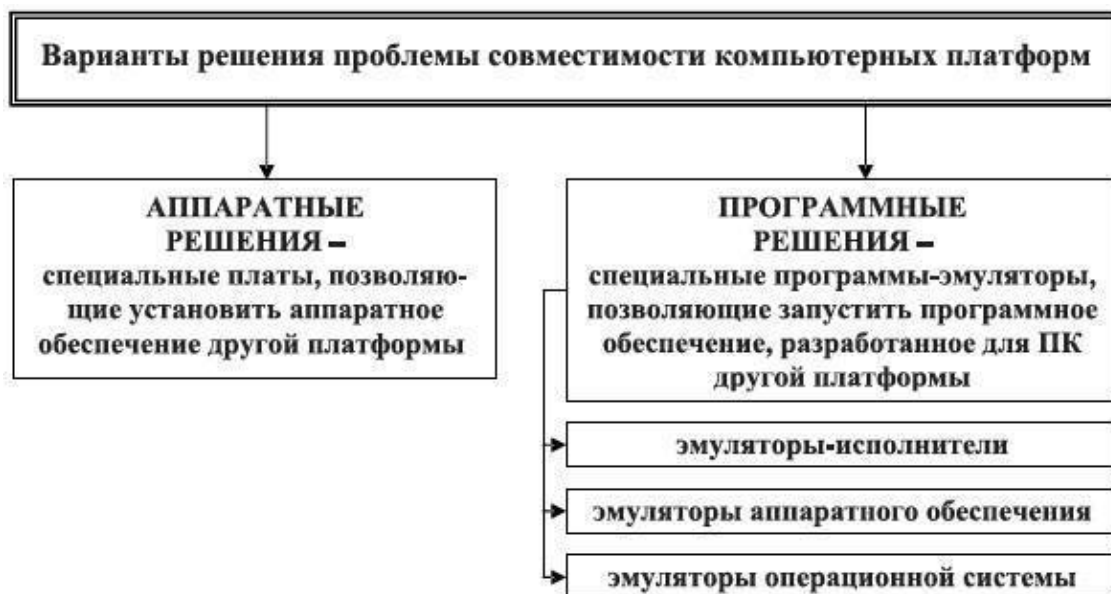 Варианты решения проблемы совместимости компьютерных платформ
АППАРАТНЫЕ
РЕШЕНИЯ –
специальные платы, позволяю-
щие установить аппаратное
обеспечение другой платформы
ПРОГРАММНЫЕ
РЕШЕНИЯ –
специальные программы-эмуляторы,
позволяющие запустить программное
обеспечение, разработанное для ПК
другой платформы
эмуляторы-исполнители
эмуляторы аппаратного обеспечения
эмуляторы операционной системы